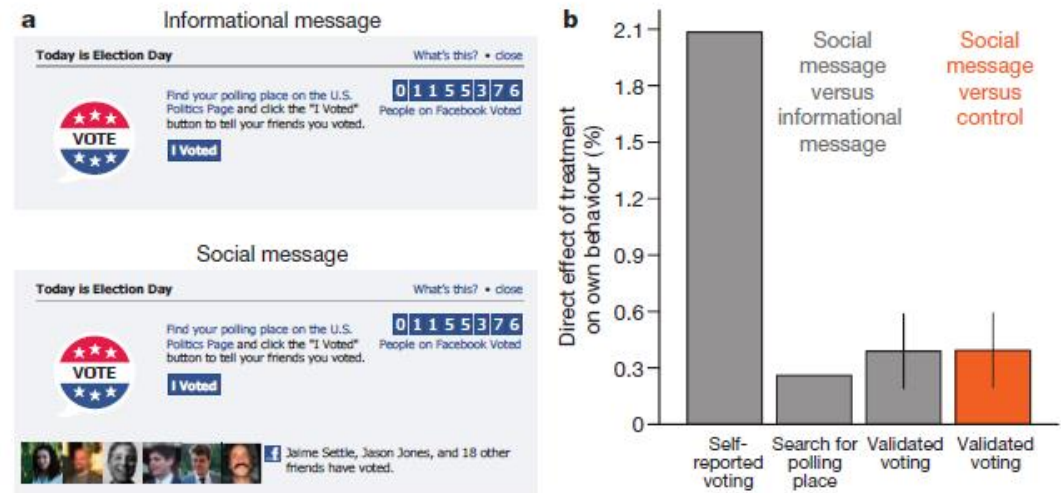 a
Informational message
Today is Election Day
What's this? • close
Find your polling place on the U.S.
Politics Page and click the "I Voted"
button to tell your friends you voted.
I Voted
0 1 1 5 5 3 7 6
People on Facebook Voted
VOTE
Social message
Today is Election Day
What's this? • close
Find your polling place on the U.S.
Politics Page and click the "I Voted"
button to tell your friends you voted.
I Voted
0 1 1 5 5 3 7 6
People on Facebook Voted
VOTE
f
Jaime Settle, Jason Jones, and 18 other
friends have voted.
b
Direct effect of treatment
on own behaviour (%)
2.1
1.8
1.5
1.2
0.9
0.6
0.3
0
Social
message
versus
informational
message
Social
message
versus
control
Self-
reported
voting
Search for
polling
place
Validated
voting
Validated
voting